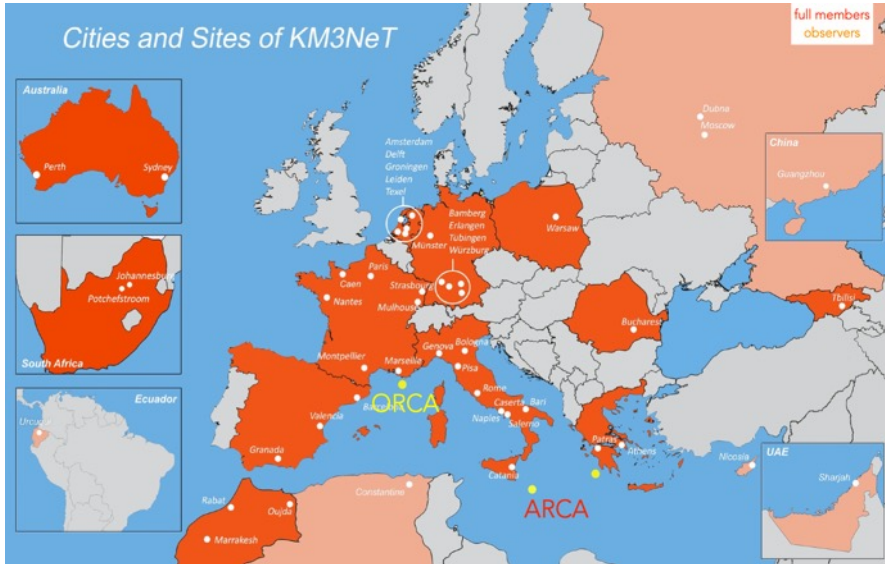 Cities and Sites of KM3NeT
full members
observers
Australia
Perth
Sydney
South Africa
Johannesburg
Potchefstroom
Ecuador
Urcuqui
Amsterdam
Delft
Groningen
Leiden
Texel
Bamberg
Erlangen
Tübingen
Würzburg
Münster
Warsaw
Dubna
Moscow
China
Guangzhou
Paris
Caen
Strasbourg
Nantes
Mulhouse
Bucharest
Tbilisi
Montpellier
Marseille
Genova
Bologna
Pisa
Rome
ORCA
Barcelona
Valencia
Granada
Caserta
Bari
Naples
Salerno
Catania
Patras
Athens
ARCA
Nicosia
UAE
Sharjah
Rabat
Oujda
Marrakesh
Constantine